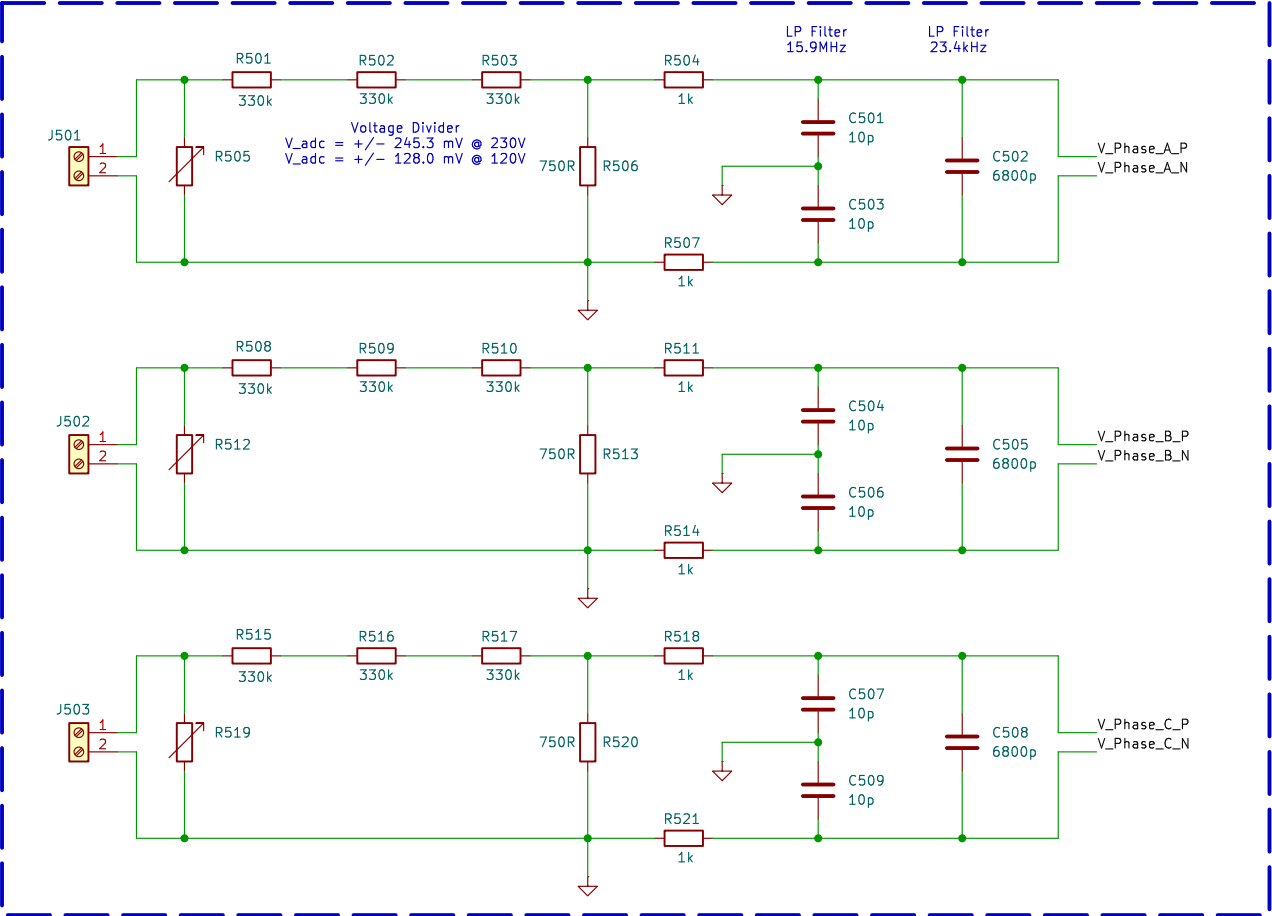 LP Filter
15.9MHz
LP Filter
23.4kHz
R501
330k
R502
330k
R503
330k
R504
1k
Voltage Divider
V_adc = +/- 245.3 mV @ 230V
V_adc = +/- 128.0 mV @ 120V
J501
1
2
R505
750R
R506
C501
10p
C503
10p
C502
6800p
V_Phase_A_P
V_Phase_A_N
R507
1k
R508
330k
R509
330k
R510
330k
R511
1k
J502
1
2
R512
750R
R513
C504
10p
C506
10p
C505
6800p
V_Phase_B_P
V_Phase_B_N
R514
1k
R515
330k
R516
330k
R517
330k
R518
1k
J503
1
2
R519
750R
R520
C507
10p
C509
10p
C508
6800p
V_Phase_C_P
V_Phase_C_N
R521
1k